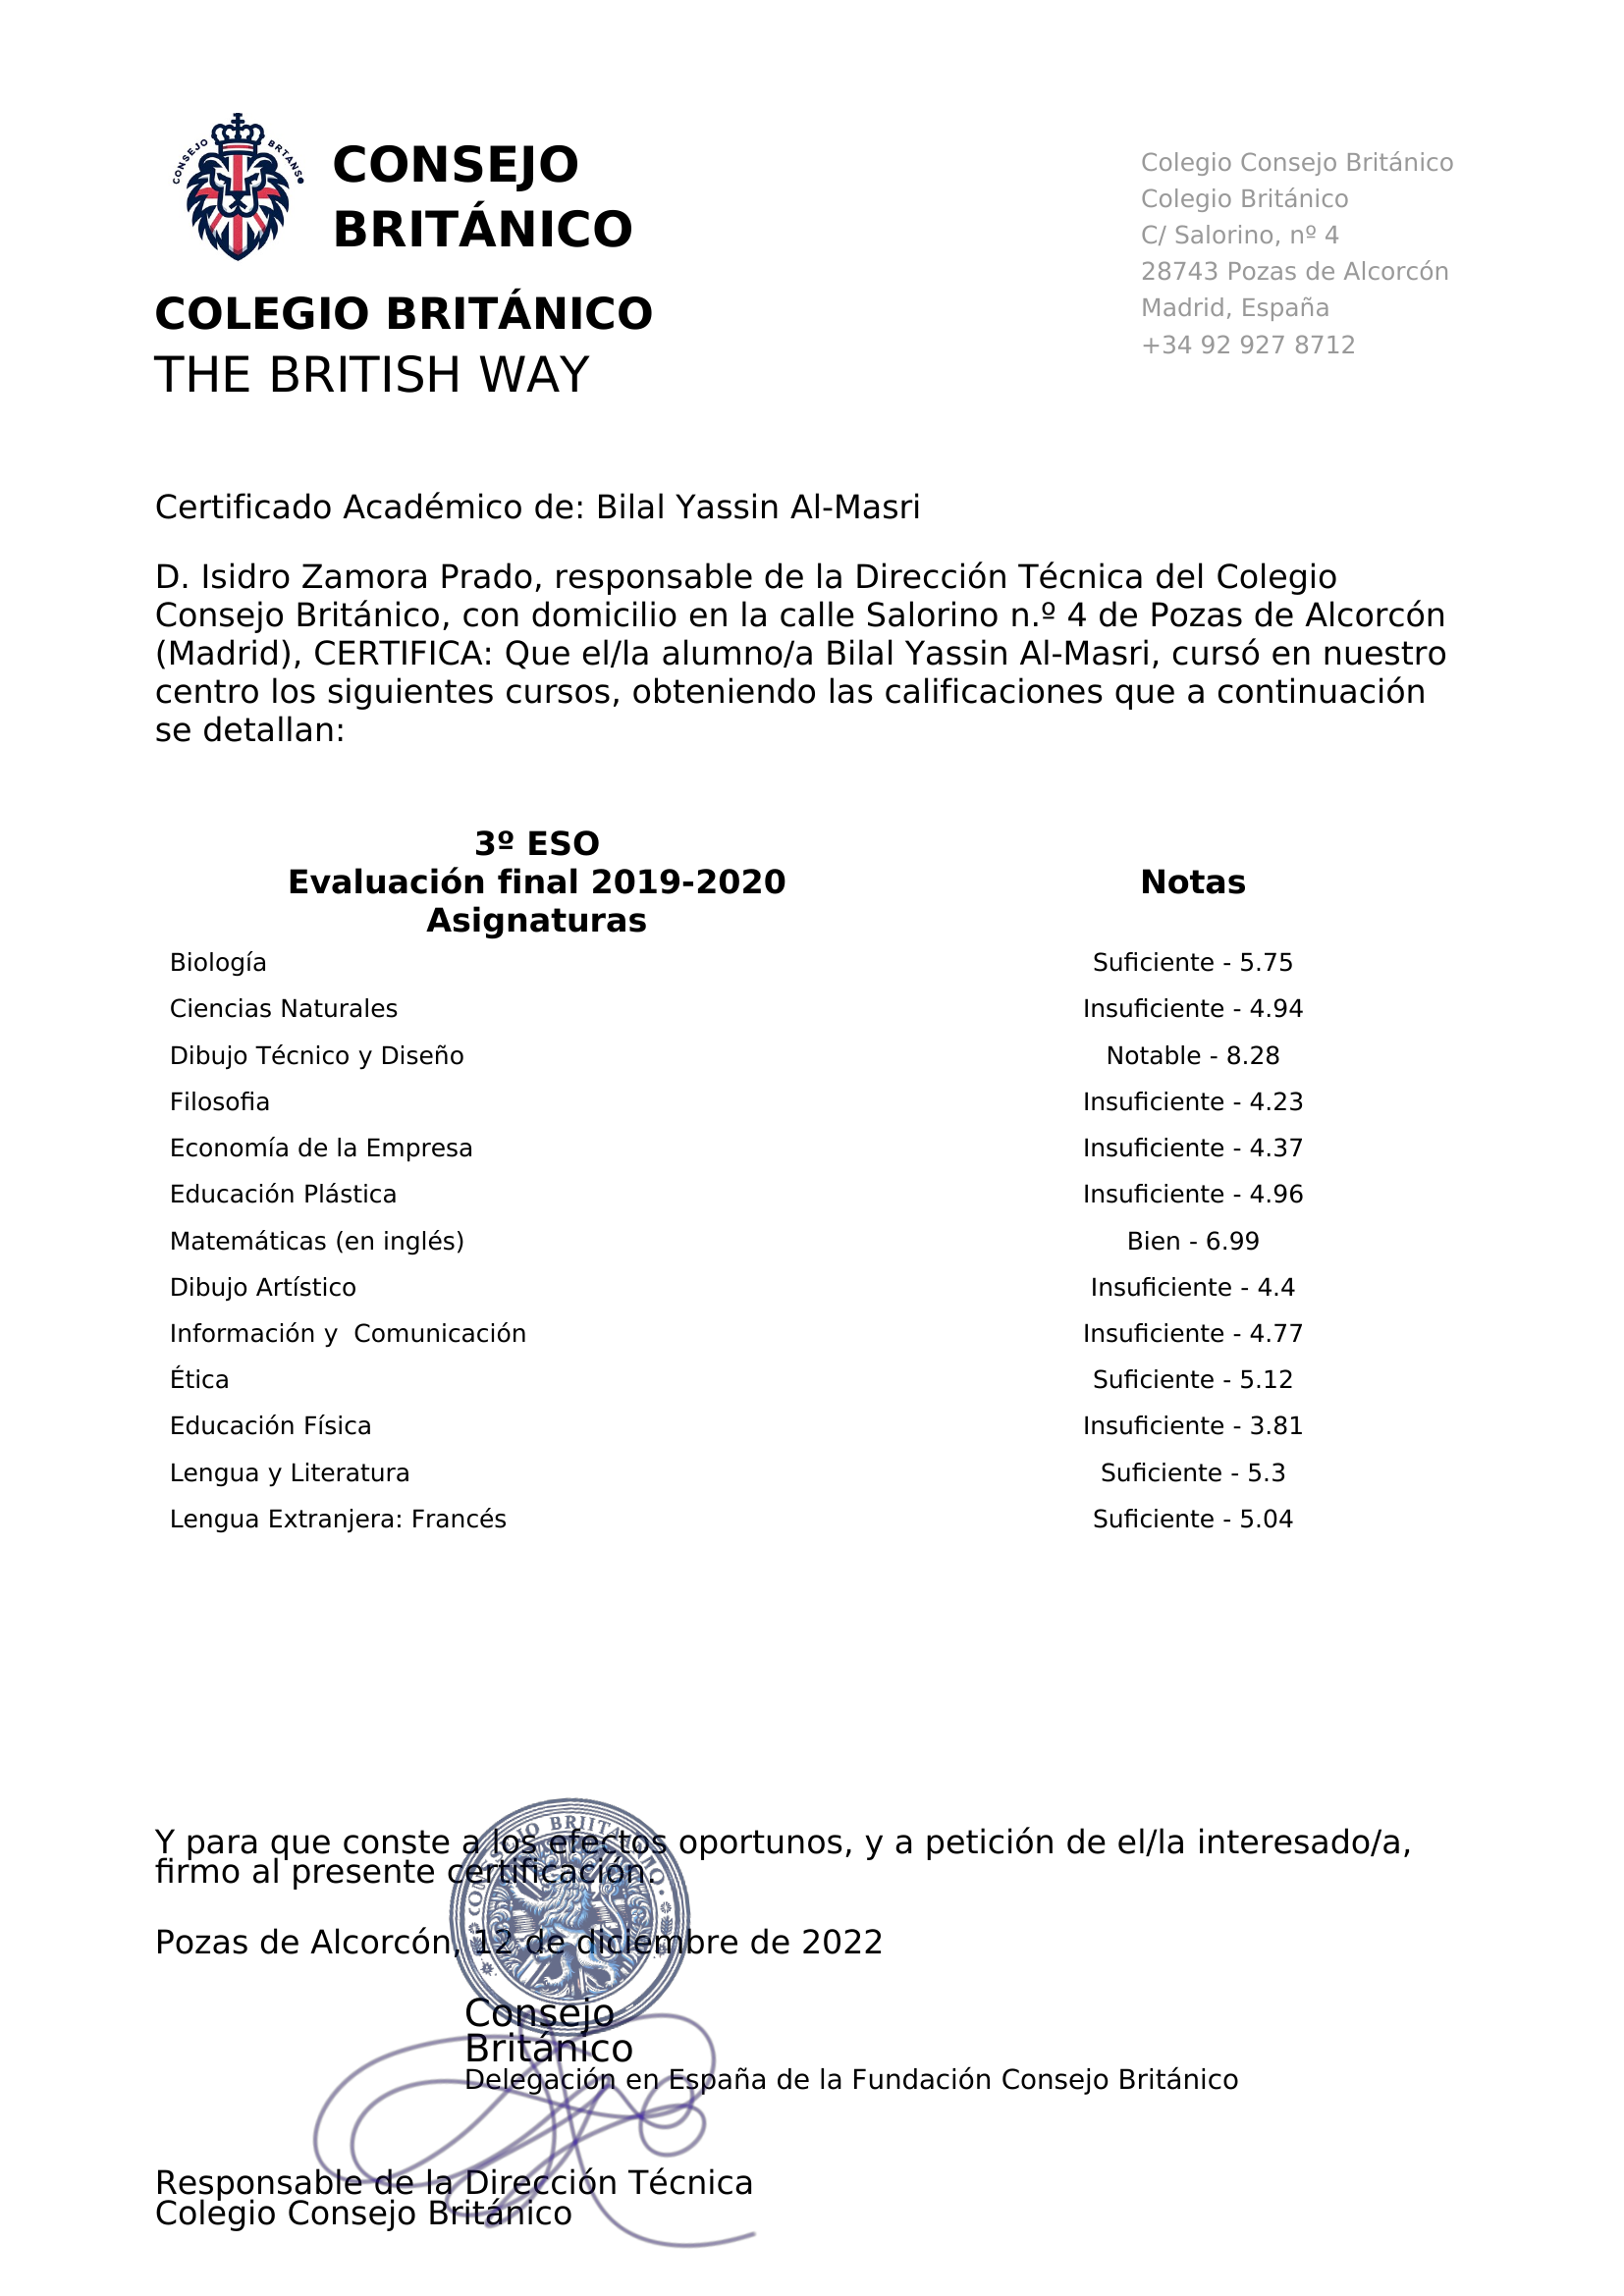 CONSEJO BRTANS
CONSEJO
BRITÁNICO
COLEGIO BRITÁNICO
THE BRITISH WAY
Colegio Consejo Británico
Colegio Británico
C/ Salorino, nº 4
28743 Pozas de Alcorcón
Madrid, España
+34 92 927 8712
Certificado Académico de: Bilal Yassin Al-Masri
D. Isidro Zamora Prado, responsable de la Dirección Técnica del Colegio
Consejo Británico, con domicilio en la calle Salorino n.º 4 de Pozas de Alcorcón
(Madrid), CERTIFICA: Que el/la alumno/a Bilal Yassin Al-Masri, cursó en nuestro
centro los siguientes cursos, obteniendo las calificaciones que a continuación
se detallan:
3º ESO
Evaluación final 2019-2020 Notas
Asignaturas
Biología Suficiente - 5.75
Ciencias Naturales Insuficiente - 4.94
Dibujo Técnico y Diseño Notable - 8.28
Filosofia Insuficiente - 4.23
Economía de la Empresa Insuficiente - 4.37
Educación Plástica Insuficiente - 4.96
Matemáticas (en inglés) Bien - 6.99
Dibujo Artístico Insuficiente - 4.4
Información y  Comunicación Insuficiente - 4.77
Ética Suficiente - 5.12
Educación Física Insuficiente - 3.81
Lengua y Literatura Suficiente - 5.3
Lengua Extranjera: Francés Suficiente - 5.04
Y para que conste a los efectos oportunos, y a petición de el/la interesado/a,
firmo al presente certificación.
Pozas de Alcorcón, 12 de diciembre de 2022
Consejo
Británico
Delegación en España de la Fundación Consejo Británico
Responsable de la Dirección Técnica
Colegio Consejo Británico